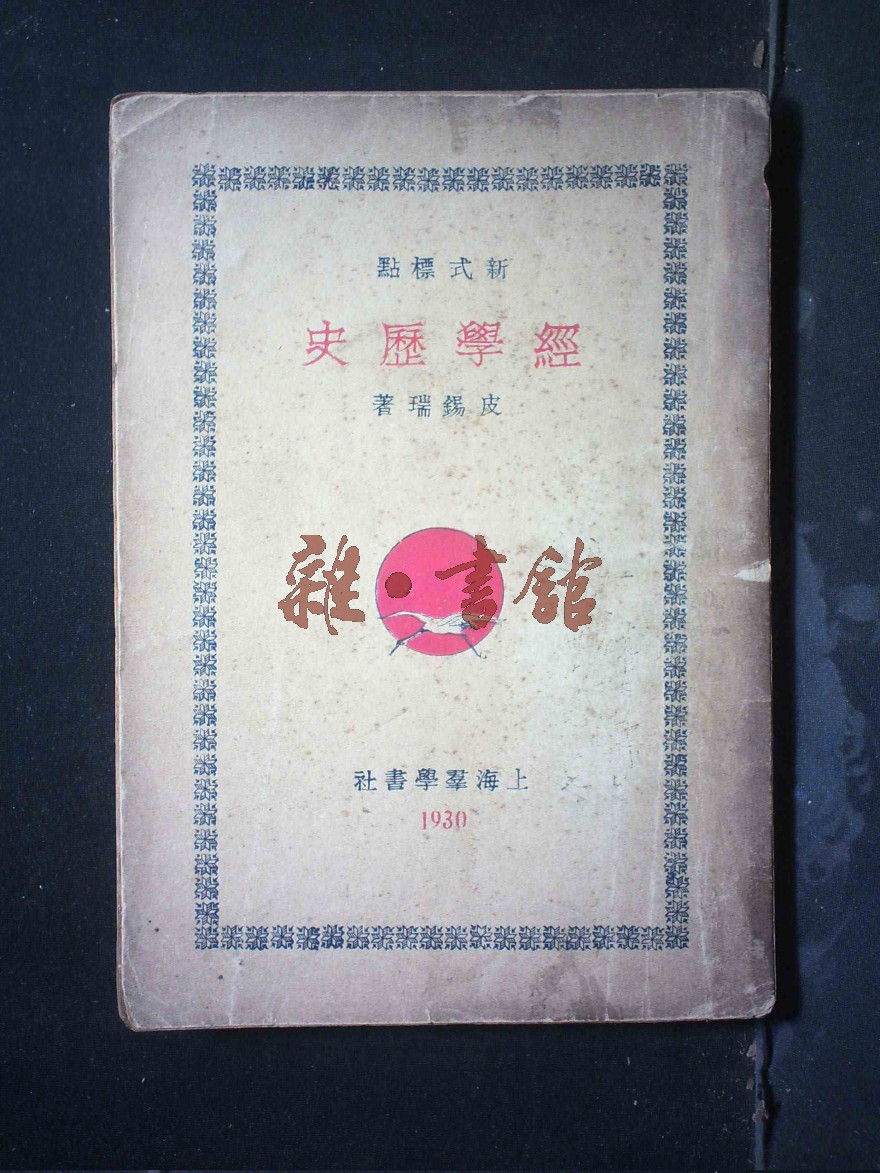 新式標點
經學歷史
皮錫瑞著
雜·書館
上海羣學書社
1930